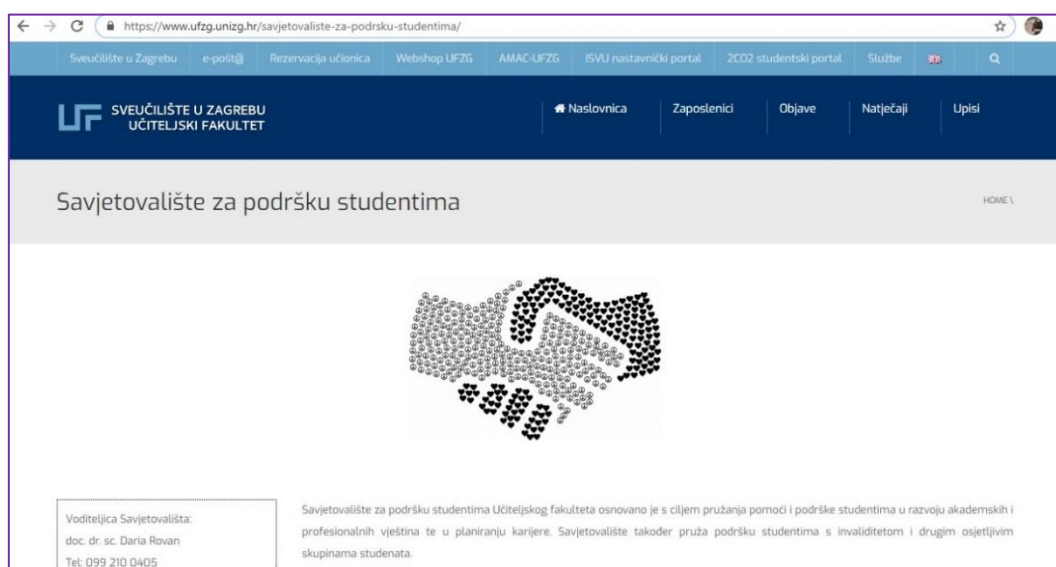 https://www.ufzg.unizg.hr/savjetovaliste-za-podrsku-studentima/
Sveučilište u Zagrebu e-pošt@ Rezervacija učionica Webshop UFZG AMAC-UFZG ISVU nastavnički portal 2CO2 studentski portal Službe
UF SVEUČILIŠTE U ZAGREBU
UČITELJSKI FAKULTET
Naslovnica Zaposlenici Objave Natječaji Upisi
Savjetovalište za podršku studentima
HOME \
Voditeljica Savjetovališta:
doc. dr. sc. Daria Rovan
Tel: 099 210 0405
Savjetovalište za podršku studentima Učiteljskog fakulteta osnovano je s ciljem pružanja pomoći i podrške studentima u razvoju akademskih i
profesionalnih vještina te u planiranju karijere. Savjetovalište također pruža podršku studentima s invaliditetom i drugim osjetljivim
skupinama studenata.